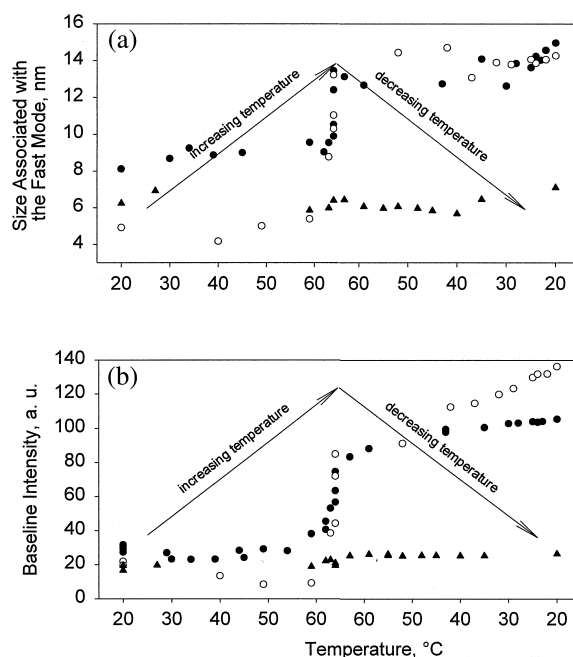 (a)
Size Associated with
the Fast Mode, nm
16
14
12
10
8
6
4
increasing temperature
decreasing temperature
20 30 40 50 60 60 50 40 30 20
(b)
Baseline Intensity, a. u.
140
120
100
80
60
40
20
0
increasing temperature
decreasing temperature
20 30 40 50 60 60 50 40 30 20
Temperature, °C